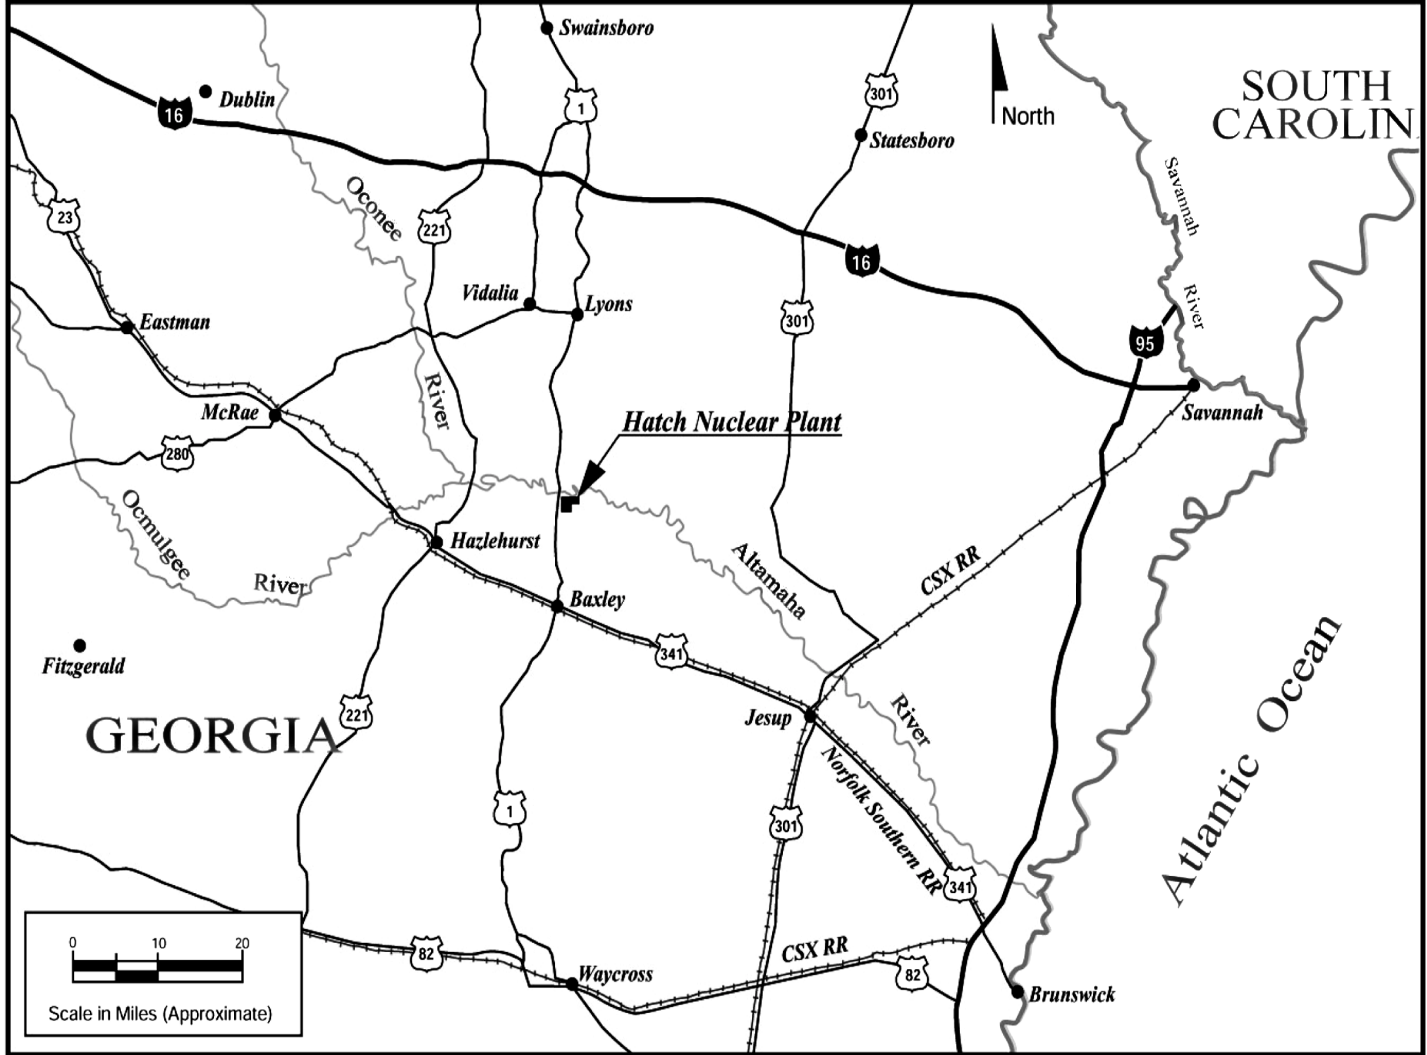 Swainsboro
1
301
SOUTH
CAROLIN
Dublin
16
North
Statesboro
Savannah
River
23
Oconee
River
221
16
Vidalia
Lyons
301
Eastman
95
McRae
Savannah
Hatch Nuclear Plant
280
Ocmulgee
River
Hazlehurst
Altamaha
River
CSX RR
Baxley
341
Fitzgerald
GEORGIA
221
Jesup
Norfolk Southern RR
Atlantic Ocean
1
301
341
0 10 20
Scale in Miles (Approximate)
82
CSX RR
82
Waycross
Brunswick